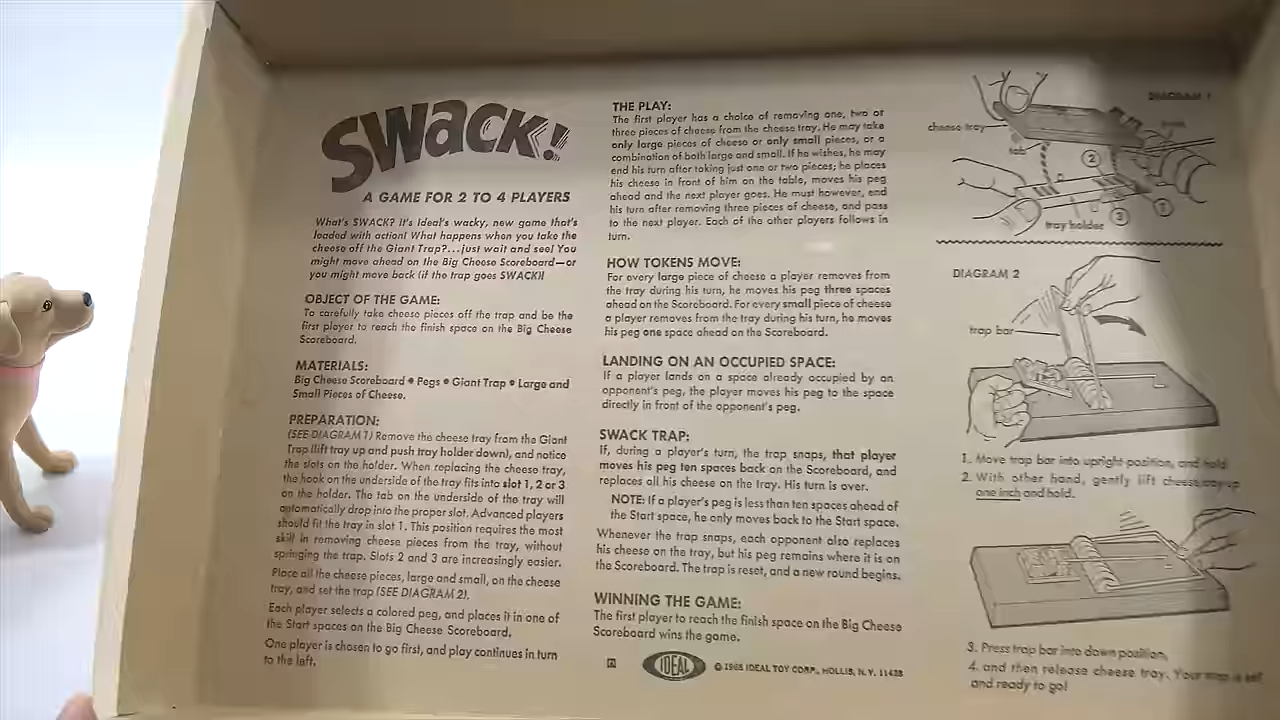 SWACK!
A GAME FOR 2 TO 4 PLAYERS
What's SWACK? It's Ideal's wacky, new game that's
loaded with action! What happens when you take the
cheese off the Giant Trap?...just wait and see! You
might move ahead on the Big Cheese Scoreboard—or
you might move back (if the trap goes SWACK)!
OBJECT OF THE GAME:
To carefully take cheese pieces off the trap and be the
first player to reach the finish space on the Big Cheese
Scoreboard.
MATERIALS:
Big Cheese Scoreboard • Pegs • Giant Trap • Large and
Small Pieces of Cheese.
PREPARATION:
(SEE DIAGRAM 1) Remove the cheese tray from the Giant
Trap (lift tray up and push tray holder down), and notice
the slots on the holder. When replacing the cheese tray,
the hook on the underside of the tray fits into slot 1, 2 or 3
on the holder. The tab on the underside of the tray will
automatically drop into the proper slot. Advanced players
should fit the tray in slot 1. This position requires the most
skill in removing cheese pieces from the tray, without
springing the trap. Slots 2 and 3 are increasingly easier.
Place all the cheese pieces, large and small, on the cheese
tray, and set the trap (SEE DIAGRAM 2).
Each player selects a colored peg, and places it in one of
the Start spaces on the Big Cheese Scoreboard.
One player is chosen to go first, and play continues in turn
to the left.
THE PLAY:
The first player has a choice of removing one, two or
three pieces of cheese from the cheese tray. He may take
only large pieces of cheese or only small pieces, or a
combination of both large and small. If he wishes, he may
end his turn after taking just one or two pieces; he places
his cheese in front of him on the table, moves his peg
ahead and the next player goes. He must however, end
his turn after removing three pieces of cheese, and pass
to the next player. Each of the other players follows in
turn.
HOW TOKENS MOVE:
For every large piece of cheese a player removes from
the tray during his turn, he moves his peg three spaces
ahead on the Scoreboard. For every small piece of cheese
a player removes from the tray during his turn, he moves
his peg one space ahead on the Scoreboard.
LANDING ON AN OCCUPIED SPACE:
If a player lands on a space already occupied by an
opponent's peg, the player moves his peg to the space
directly in front of the opponent's peg.
SWACK TRAP:
If, during a player's turn, the trap snaps, that player
moves his peg ten spaces back on the Scoreboard, and
replaces all his cheese on the tray. His turn is over.
NOTE: If a player's peg is less than ten spaces ahead of
the Start space, he only moves back to the Start space.
Whenever the trap snaps, each opponent also replaces
his cheese on the tray, but his peg remains where it is on
the Scoreboard. The trap is reset, and a new round begins.
WINNING THE GAME:
The first player to reach the finish space on the Big Cheese
Scoreboard wins the game.
IDEAL
© 1968 IDEAL TOY CORP., HOLLIS, N.Y. 11423
DIAGRAM 1
cheese tray
tab
2
1
3
tray holder
DIAGRAM 2
trap bar
1. Move trap bar into upright position, and hold
2. With other hand, gently lift cheese tray up
one inch and hold.
3. Press trap bar into down position,
4. and then release cheese tray. Your trap is set
and ready to go!